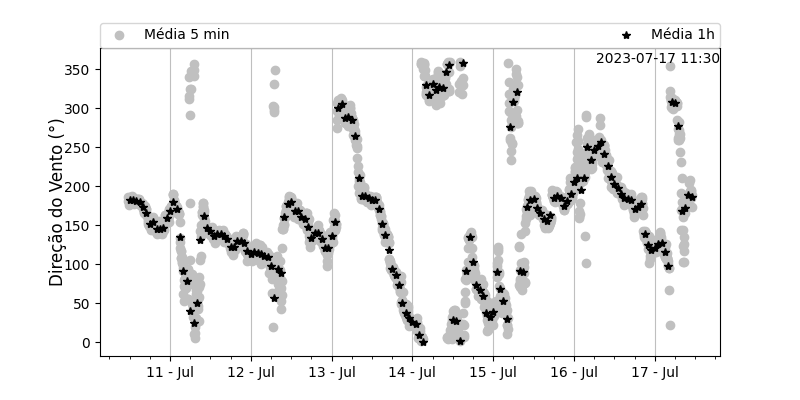 Média 5 min
Média 1h
2023-07-17 11:30
Direção do Vento (°)
350
300
250
200
150
100
50
0
11 - Jul
12 - Jul
13 - Jul
14 - Jul
15 - Jul
16 - Jul
17 - Jul